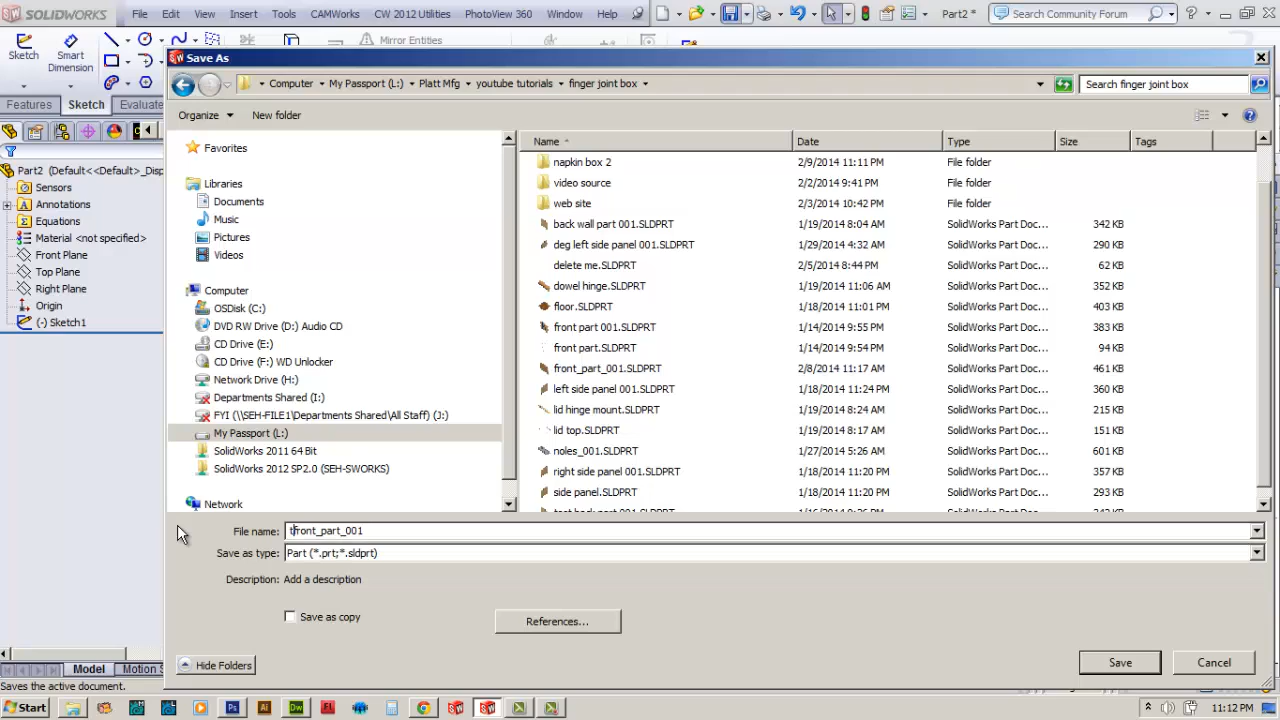 SOLIDWORKS File Edit View Insert Tools CAMWorks CW 2012 Utilities PhotoView 360 Window Help Part2 * Search Community Forum
Sketch Smart Dimension Mirror Entities
Features Sketch Evaluate
Part2 (Default<<Default>_Disp
Sensors
Annotations
Equations
Material <not specified>
Front Plane
Top Plane
Right Plane
Origin
(-) Sketch1
Save As
Computer My Passport (L:) Platt Mfg youtube tutorials finger joint box Search finger joint box
Organize New folder
Favorites
Libraries
Documents
Music
Pictures
Videos
Computer
OSDisk (C:)
DVD RW Drive (D:) Audio CD
CD Drive (E:)
CD Drive (F:) WD Unlocker
Network Drive (H:)
Departments Shared (I:)
FYI (\\SEH-FILE1\Departments Shared\All Staff) (J:)
My Passport (L:)
SolidWorks 2011 64 Bit
SolidWorks 2012 SP2.0 (SEH-SWORKS)
Network
Name Date Type Size Tags
napkin box 2 2/9/2014 11:11 PM File folder
video source 2/2/2014 9:41 PM File folder
web site 2/3/2014 10:42 PM File folder
back wall part 001.SLDPRT 1/19/2014 8:04 AM SolidWorks Part Doc... 342 KB
deg left side panel 001.SLDPRT 1/29/2014 4:32 AM SolidWorks Part Doc... 290 KB
delete me.SLDPRT 2/5/2014 8:44 PM SolidWorks Part Doc... 62 KB
dowel hinge.SLDPRT 1/19/2014 11:06 AM SolidWorks Part Doc... 352 KB
floor.SLDPRT 1/18/2014 11:01 PM SolidWorks Part Doc... 403 KB
front part 001.SLDPRT 1/14/2014 9:55 PM SolidWorks Part Doc... 383 KB
front part.SLDPRT 1/14/2014 9:54 PM SolidWorks Part Doc... 94 KB
front_part_001.SLDPRT 2/8/2014 11:17 AM SolidWorks Part Doc... 461 KB
left side panel 001.SLDPRT 1/18/2014 11:24 PM SolidWorks Part Doc... 360 KB
lid hinge mount.SLDPRT 1/19/2014 8:24 AM SolidWorks Part Doc... 215 KB
lid top.SLDPRT 1/19/2014 8:17 AM SolidWorks Part Doc... 151 KB
noles_001.SLDPRT 1/27/2014 5:26 AM SolidWorks Part Doc... 601 KB
right side panel 001.SLDPRT 1/18/2014 11:20 PM SolidWorks Part Doc... 357 KB
side panel.SLDPRT 1/18/2014 11:20 PM SolidWorks Part Doc... 293 KB
File name: tfront_part_001
Save as type: Part (*.prt;*.sldprt)
Description: Add a description
Save as copy References...
Hide Folders Save Cancel
Model Motion S
Saves the active document.
Start 11:12 PM